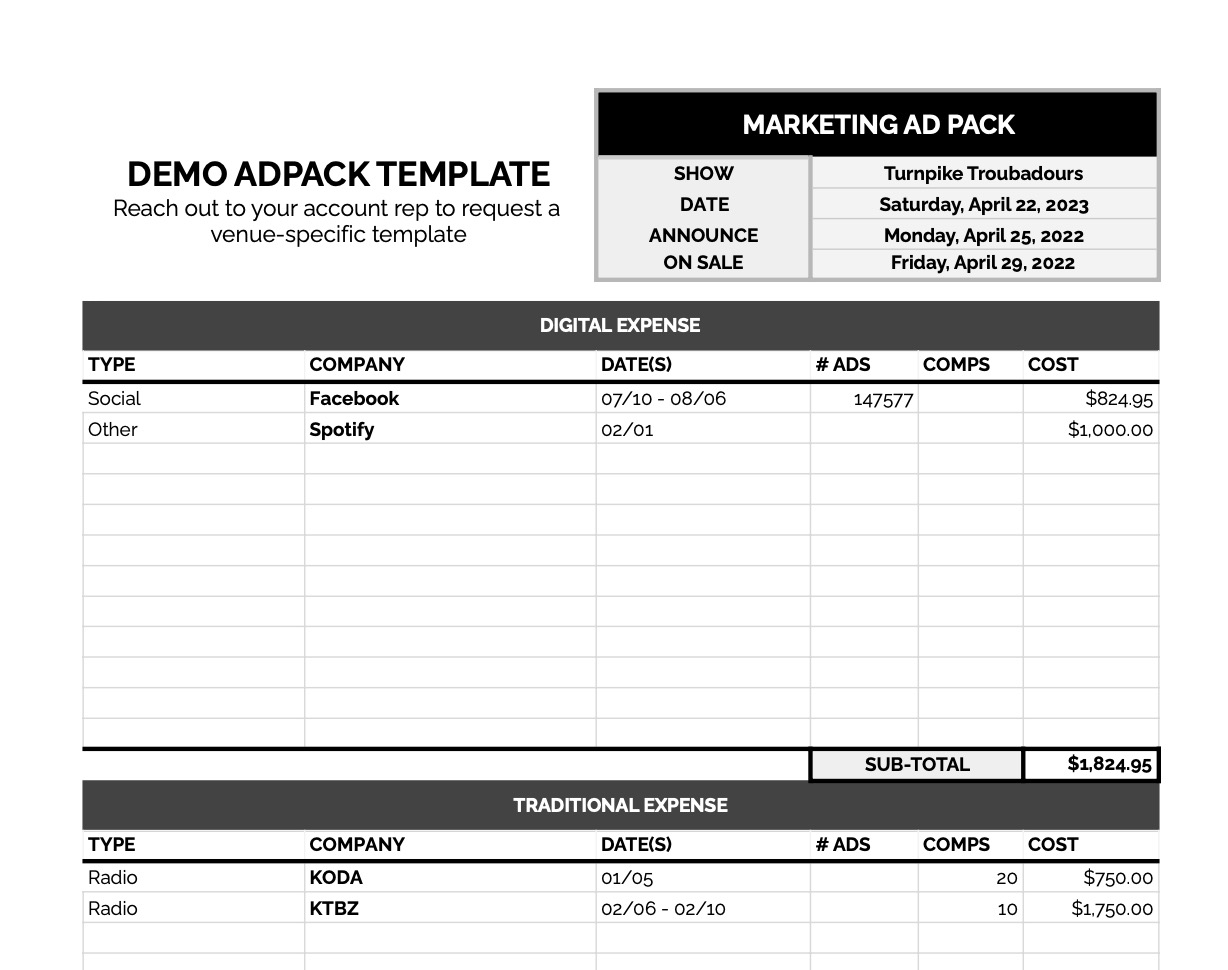 MARKETING AD PACK
DEMO ADPACK TEMPLATE
Reach out to your account rep to request a
venue-specific template
SHOW Turnpike Troubadours
DATE Saturday, April 22, 2023
ANNOUNCE Monday, April 25, 2022
ON SALE Friday, April 29, 2022
DIGITAL EXPENSE
TYPE COMPANY DATE(S) # ADS COMPS COST
Social Facebook 07/10 - 08/06 147577 $824.95
Other Spotify 02/01 $1,000.00
SUB-TOTAL $1,824.95
TRADITIONAL EXPENSE
TYPE COMPANY DATE(S) # ADS COMPS COST
Radio KODA 01/05 20 $750.00
Radio KTBZ 02/06 - 02/10 10 $1,750.00